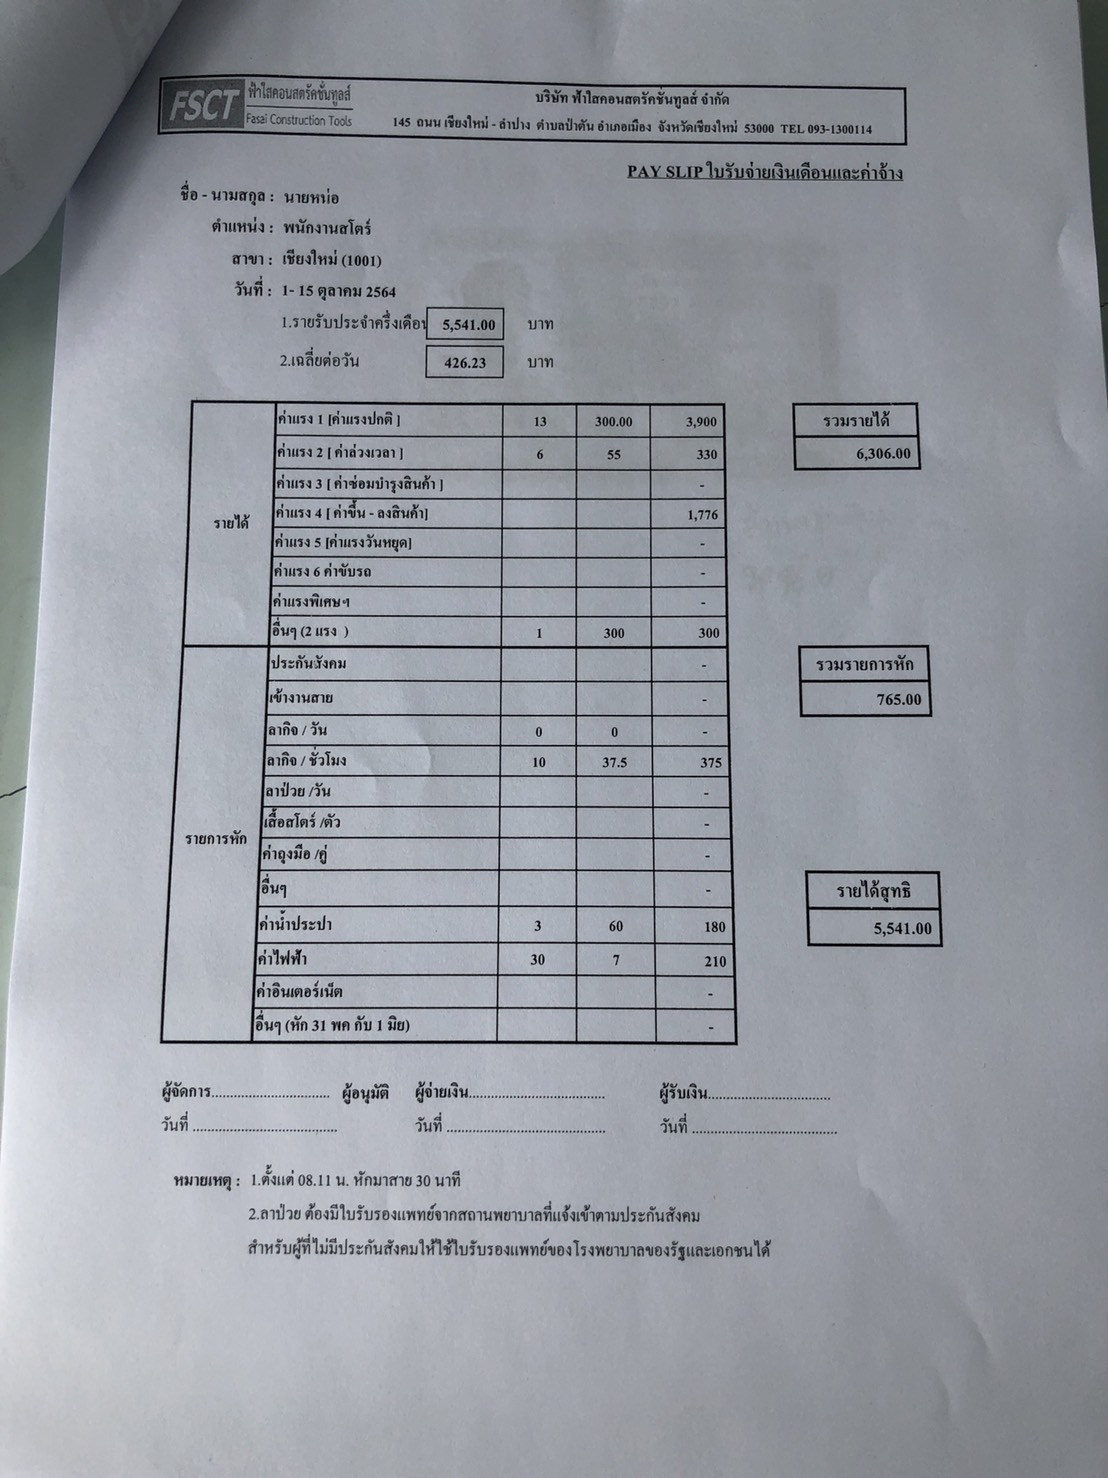 FSCT ฟ้าใสคอนสตรัคชั่นทูลส์
Fasai Construction Tools
บริษัท ฟ้าใสคอนสตรัคชั่นทูลส์ จำกัด
145 ถนน เชียงใหม่ - ลำปาง ตำบลป่าตัน อำเภอเมือง จังหวัดเชียงใหม่ 53000 TEL 093-1300114
PAY SLIP ใบรับจ่ายเงินเดือนและค่าจ้าง
ชื่อ - นามสกุล : นายหน่อ
ตำแหน่ง : พนักงานสโตร์
สาขา : เชียงใหม่ (1001)
วันที่ : 1- 15 ตุลาคม 2564
1.รายรับประจำครึ่งเดือน 5,541.00 บาท
2.เฉลี่ยต่อวัน 426.23 บาท
รายได้
ค่าแรง 1 [ค่าแรงปกติ ] 13 300.00 3,900
ค่าแรง 2 [ ค่าล่วงเวลา ] 6 55 330
ค่าแรง 3 [ ค่าซ่อมบำรุงสินค้า ] -
ค่าแรง 4 [ ค่าขึ้น - ลงสินค้า] 1,776
ค่าแรง 5 [ค่าแรงวันหยุด] -
ค่าแรง 6 ค่าขับรถ -
ค่าแรงพิเศษฯ -
อื่นๆ (2 แรง ) 1 300 300
รวมรายได้
6,306.00
รายการหัก
ประกันสังคม -
เข้างานสาย -
ลากิจ / วัน 0 0 -
ลากิจ / ชั่วโมง 10 37.5 375
ลาป่วย /วัน -
เสื้อสโตร์ /ตัว -
ค่าถุงมือ /คู่ -
อื่นๆ -
ค่าน้ำประปา 3 60 180
ค่าไฟฟ้า 30 7 210
ค่าอินเตอร์เน็ต -
อื่นๆ (หัก 31 พค กับ 1 มิย) -
รวมรายการหัก
765.00
รายได้สุทธิ
5,541.00
ผู้จัดการ................................ ผู้อนุมัติ ผู้จ่ายเงิน..................................... ผู้รับเงิน.................................
วันที่ ....................................... วันที่ ........................................... วันที่ .......................................
หมายเหตุ : 1.ตั้งแต่ 08.11 น. หักมาสาย 30 นาที
2.ลาป่วย ต้องมีใบรับรองแพทย์จากสถานพยาบาลที่แจ้งเข้าตามประกันสังคม
สำหรับผู้ที่ไม่มีประกันสังคมให้ใช้ใบรับรองแพทย์ของโรงพยาบาลของรัฐและเอกชนได้